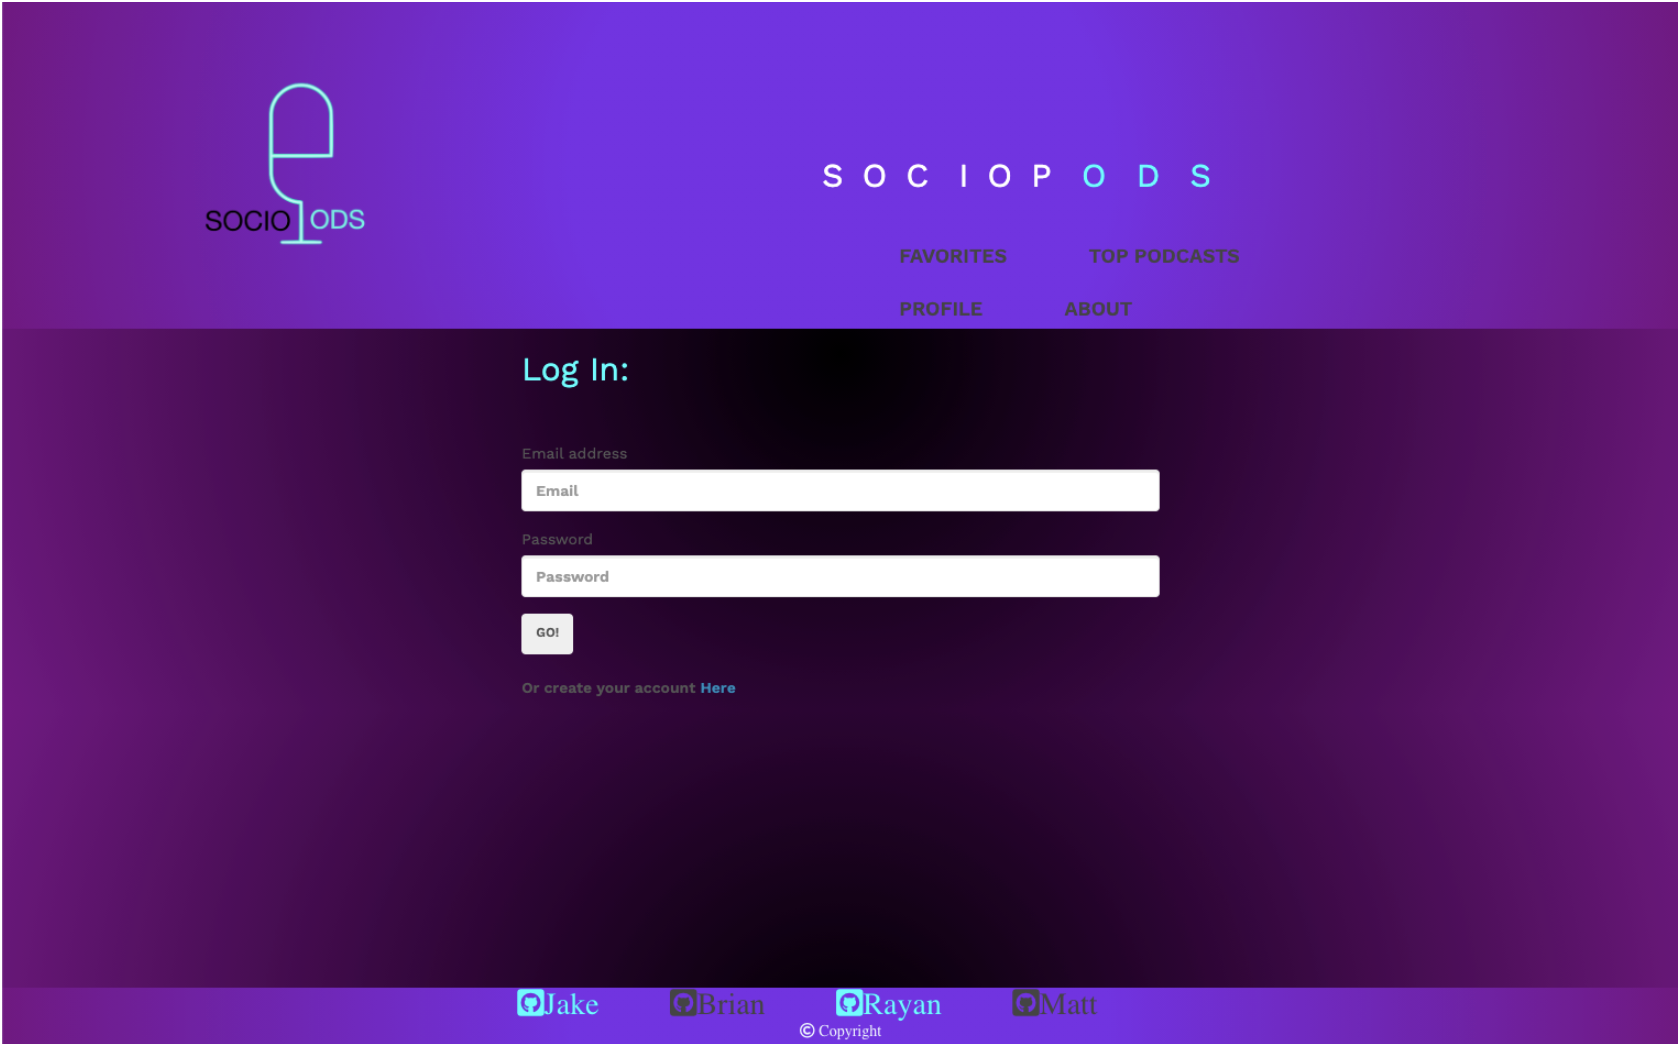 SOCIO ODS
S O C I O P O D S
FAVORITES TOP PODCASTS
PROFILE ABOUT
Log In:
Email address
Email
Password
Password
GO!
Or create your account Here
Jake Brian Rayan Matt
© Copyright